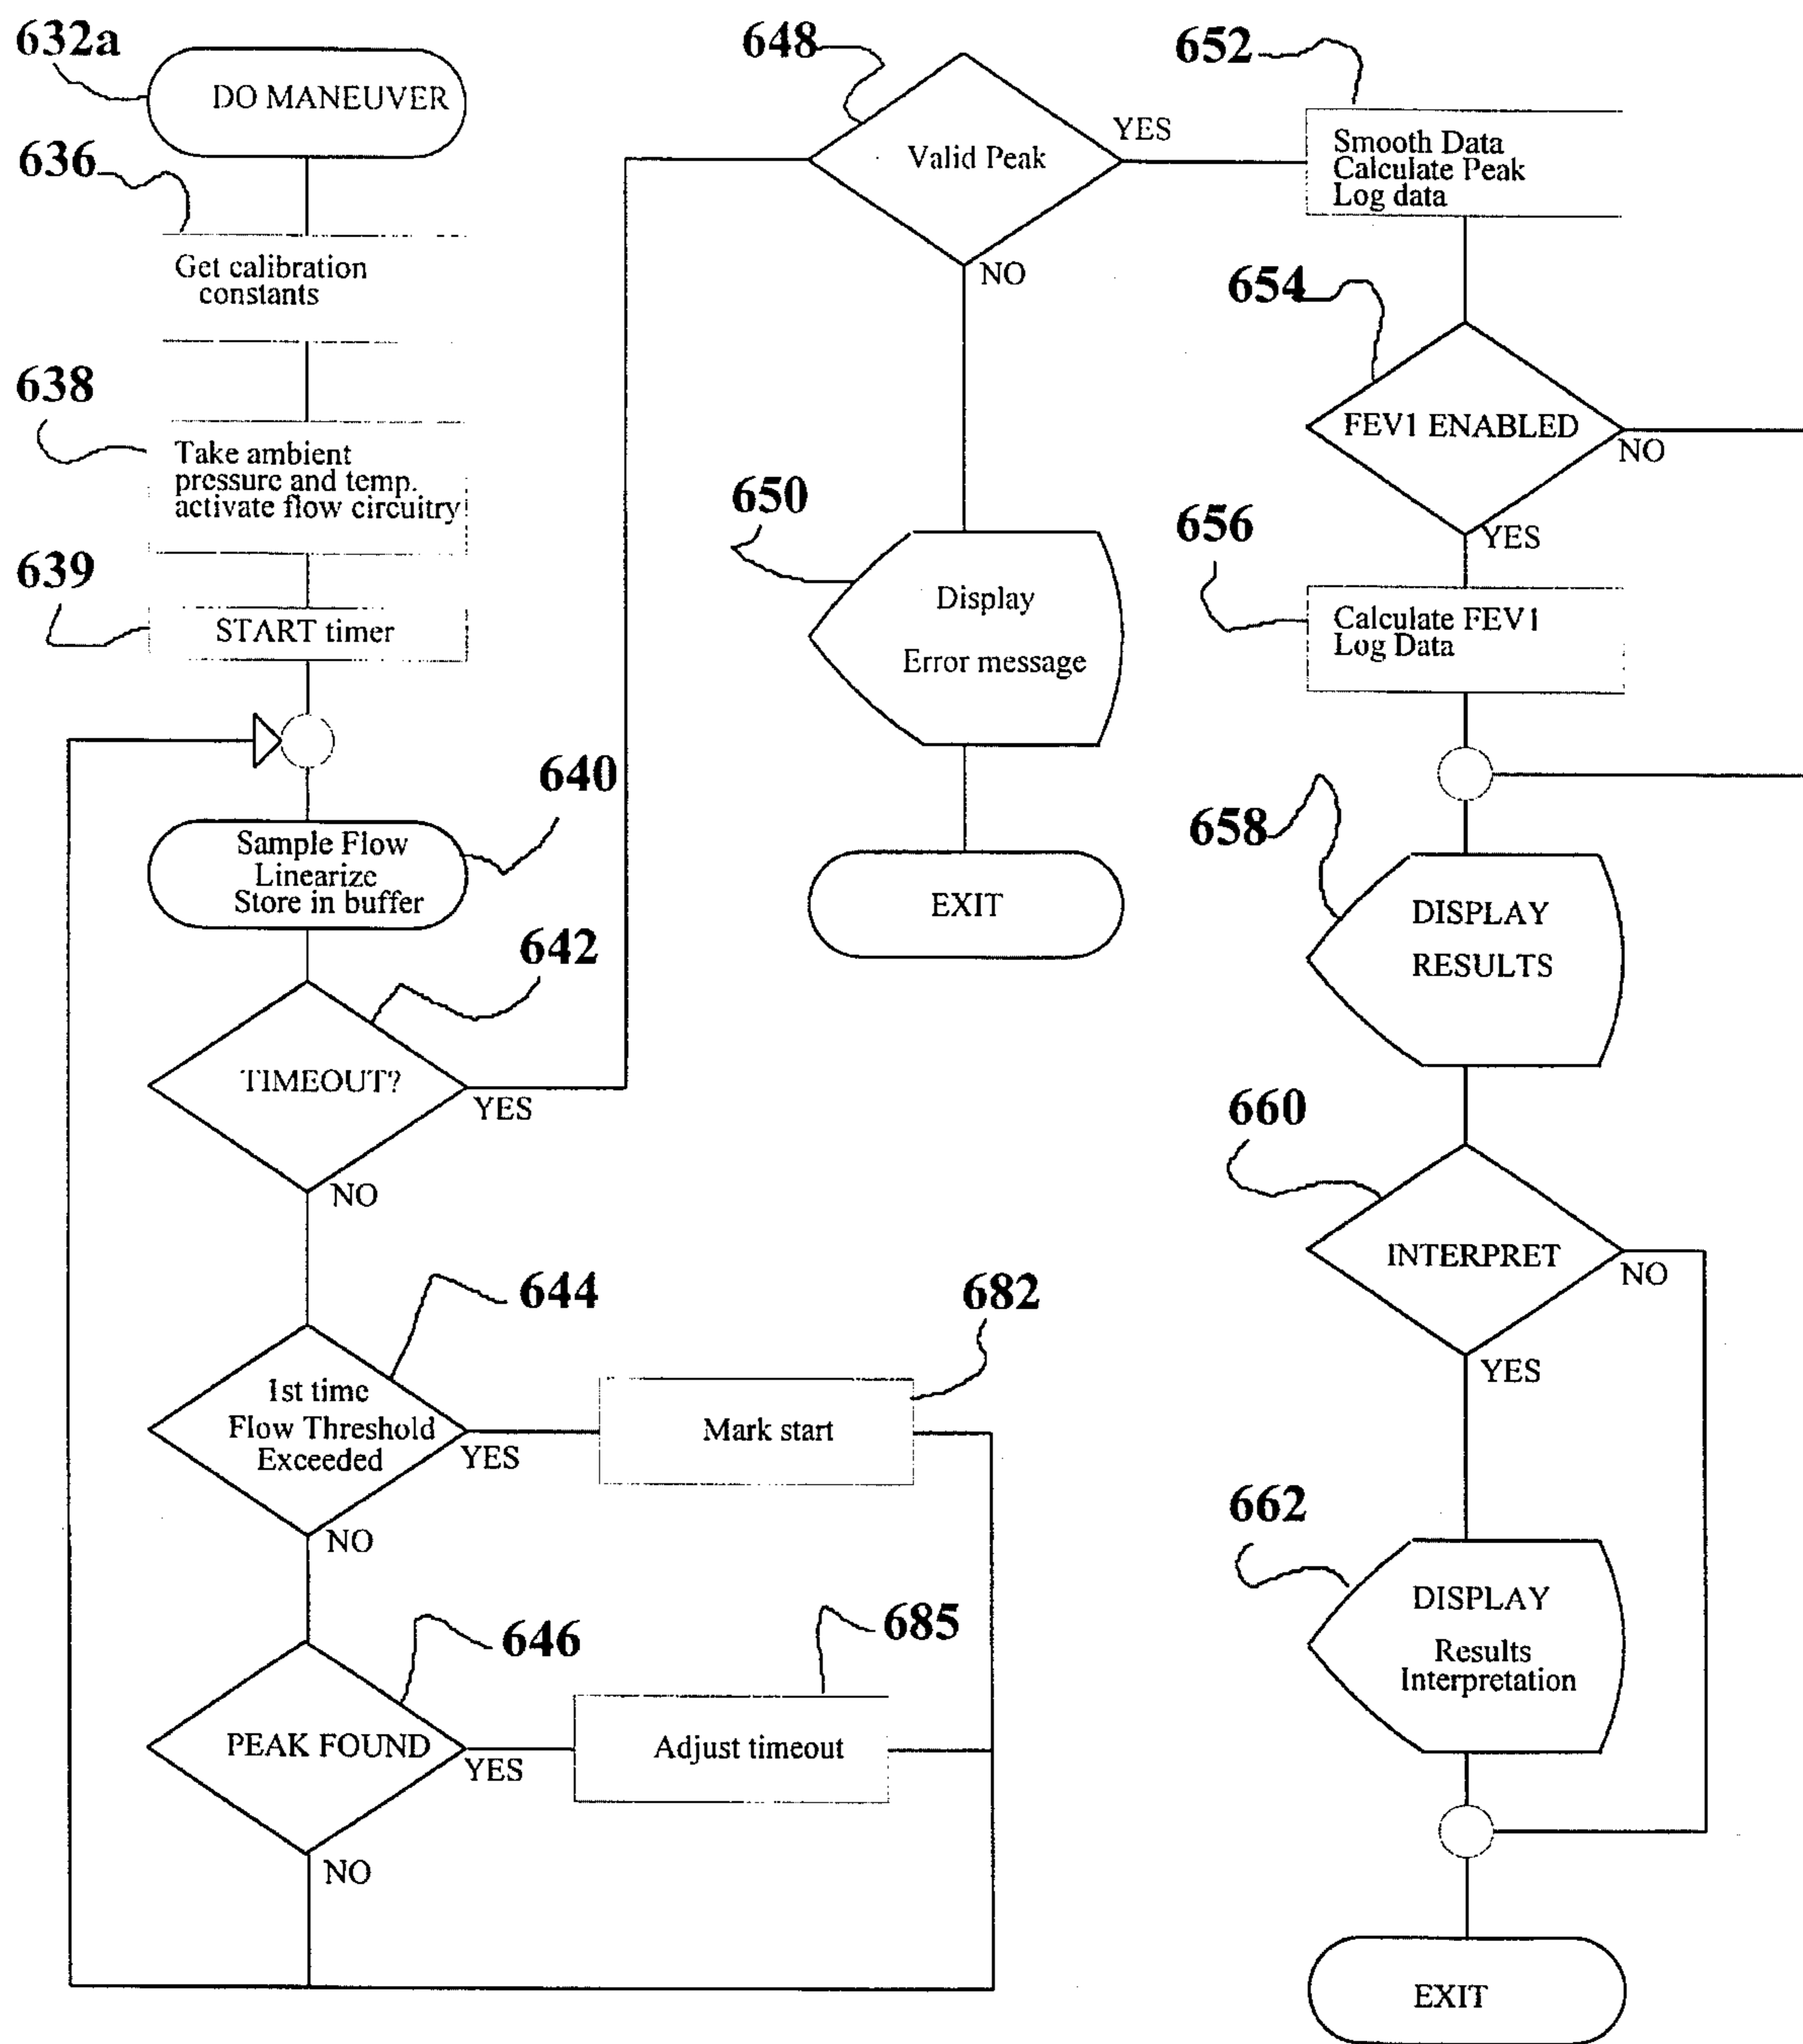 632a
DO MANEUVER
636
Get calibration
constants
638
Take ambient
pressure and temp.
activate flow circuitry
639
START timer
640
Sample Flow
Linearize
Store in buffer
642
TIMEOUT?
YES
NO
644
1st time
Flow Threshold
Exceeded
YES
NO
682
Mark start
646
PEAK FOUND
YES
NO
685
Adjust timeout
648
Valid Peak
YES
NO
650
Display
Error message
EXIT
652
Smooth Data
Calculate Peak
Log data
654
FEV1 ENABLED
NO
YES
656
Calculate FEV1
Log Data
658
DISPLAY
RESULTS
660
INTERPRET
NO
YES
662
DISPLAY
Results
Interpretation
EXIT